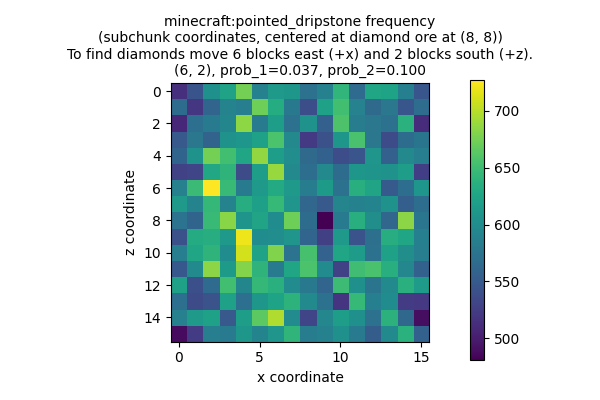 minecraft:pointed_dripstone frequency
(subchunk coordinates, centered at diamond ore at (8, 8))
To find diamonds move 6 blocks east (+x) and 2 blocks south (+z).
(6, 2), prob_1=0.037, prob_2=0.100
0
2
4
6
8
10
12
14
z coordinate
0
5
10
15
x coordinate
700
650
600
550
500